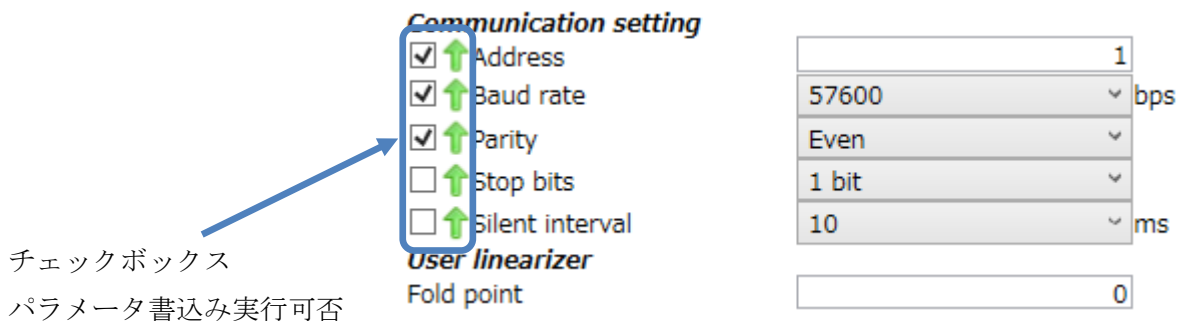 Communication setting
Address 1
Baud rate 57600 bps
Parity Even
Stop bits 1 bit
Silent interval 10 ms
User linearizer
Fold point 0
チェックボックス
パラメータ書込み実行可否